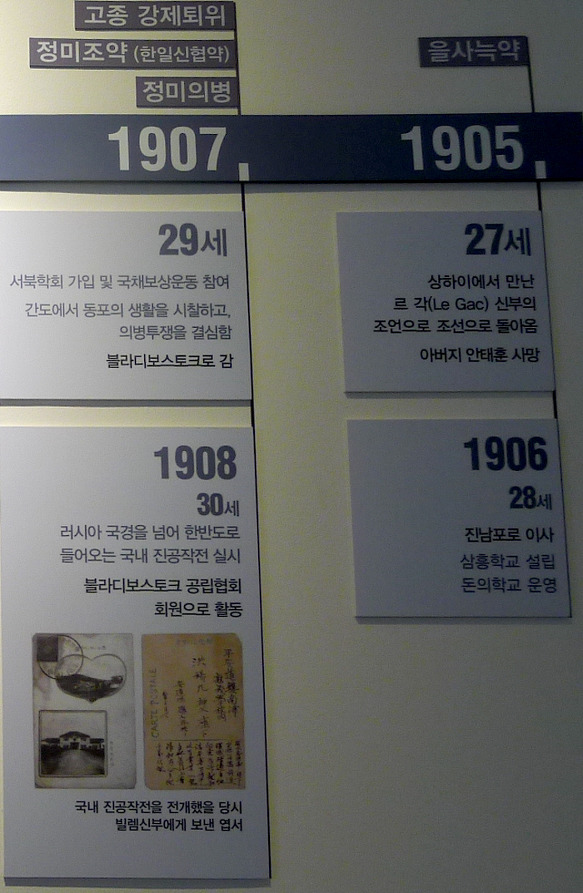 고종 강제퇴위
정미조약 (한일신협약)
정미의병
1907
29세
서북학회 가입 및 국채보상운동 참여
간도에서 동포의 생활을 시찰하고,
의병투쟁을 결심함
블라디보스토크로 감
1908
30세
러시아 국경을 넘어 한반도로
들어오는 국내 진공작전 실시
블라디보스토크 공립협회
회원으로 활동
CARTE POSTALE
국내 진공작전을 전개했을 당시
빌렘신부에게 보낸 엽서
을사늑약
1905
27세
상하이에서 만난
르 각(Le Gac) 신부의
조언으로 조선으로 돌아옴
아버지 안태훈 사망
1906
28세
진남포로 이사
삼흥학교 설립
돈의학교 운영